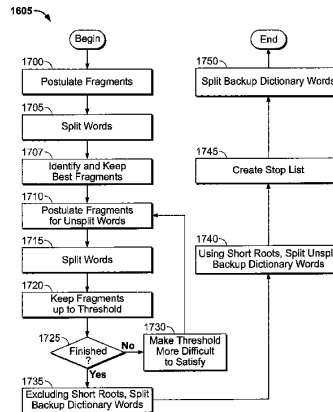 1605
Begin
1700
Postulate Fragments
1705
Split Words
1707
Identify and Keep
Best Fragments
1710
Postulate Fragments
for Unsplit Words
1715
Split Words
1720
Keep Fragments
up to Threshold
1725
Finished
?
No
Yes
1730
Make Threshold
More Difficult
to Satisfy
1735
Excluding Short Roots, Split
Backup Dictionary Words
1740
Using Short Roots, Split Unsplit
Backup Dictionary Words
1745
Create Stop List
1750
Split Backup Dictionary Words
End